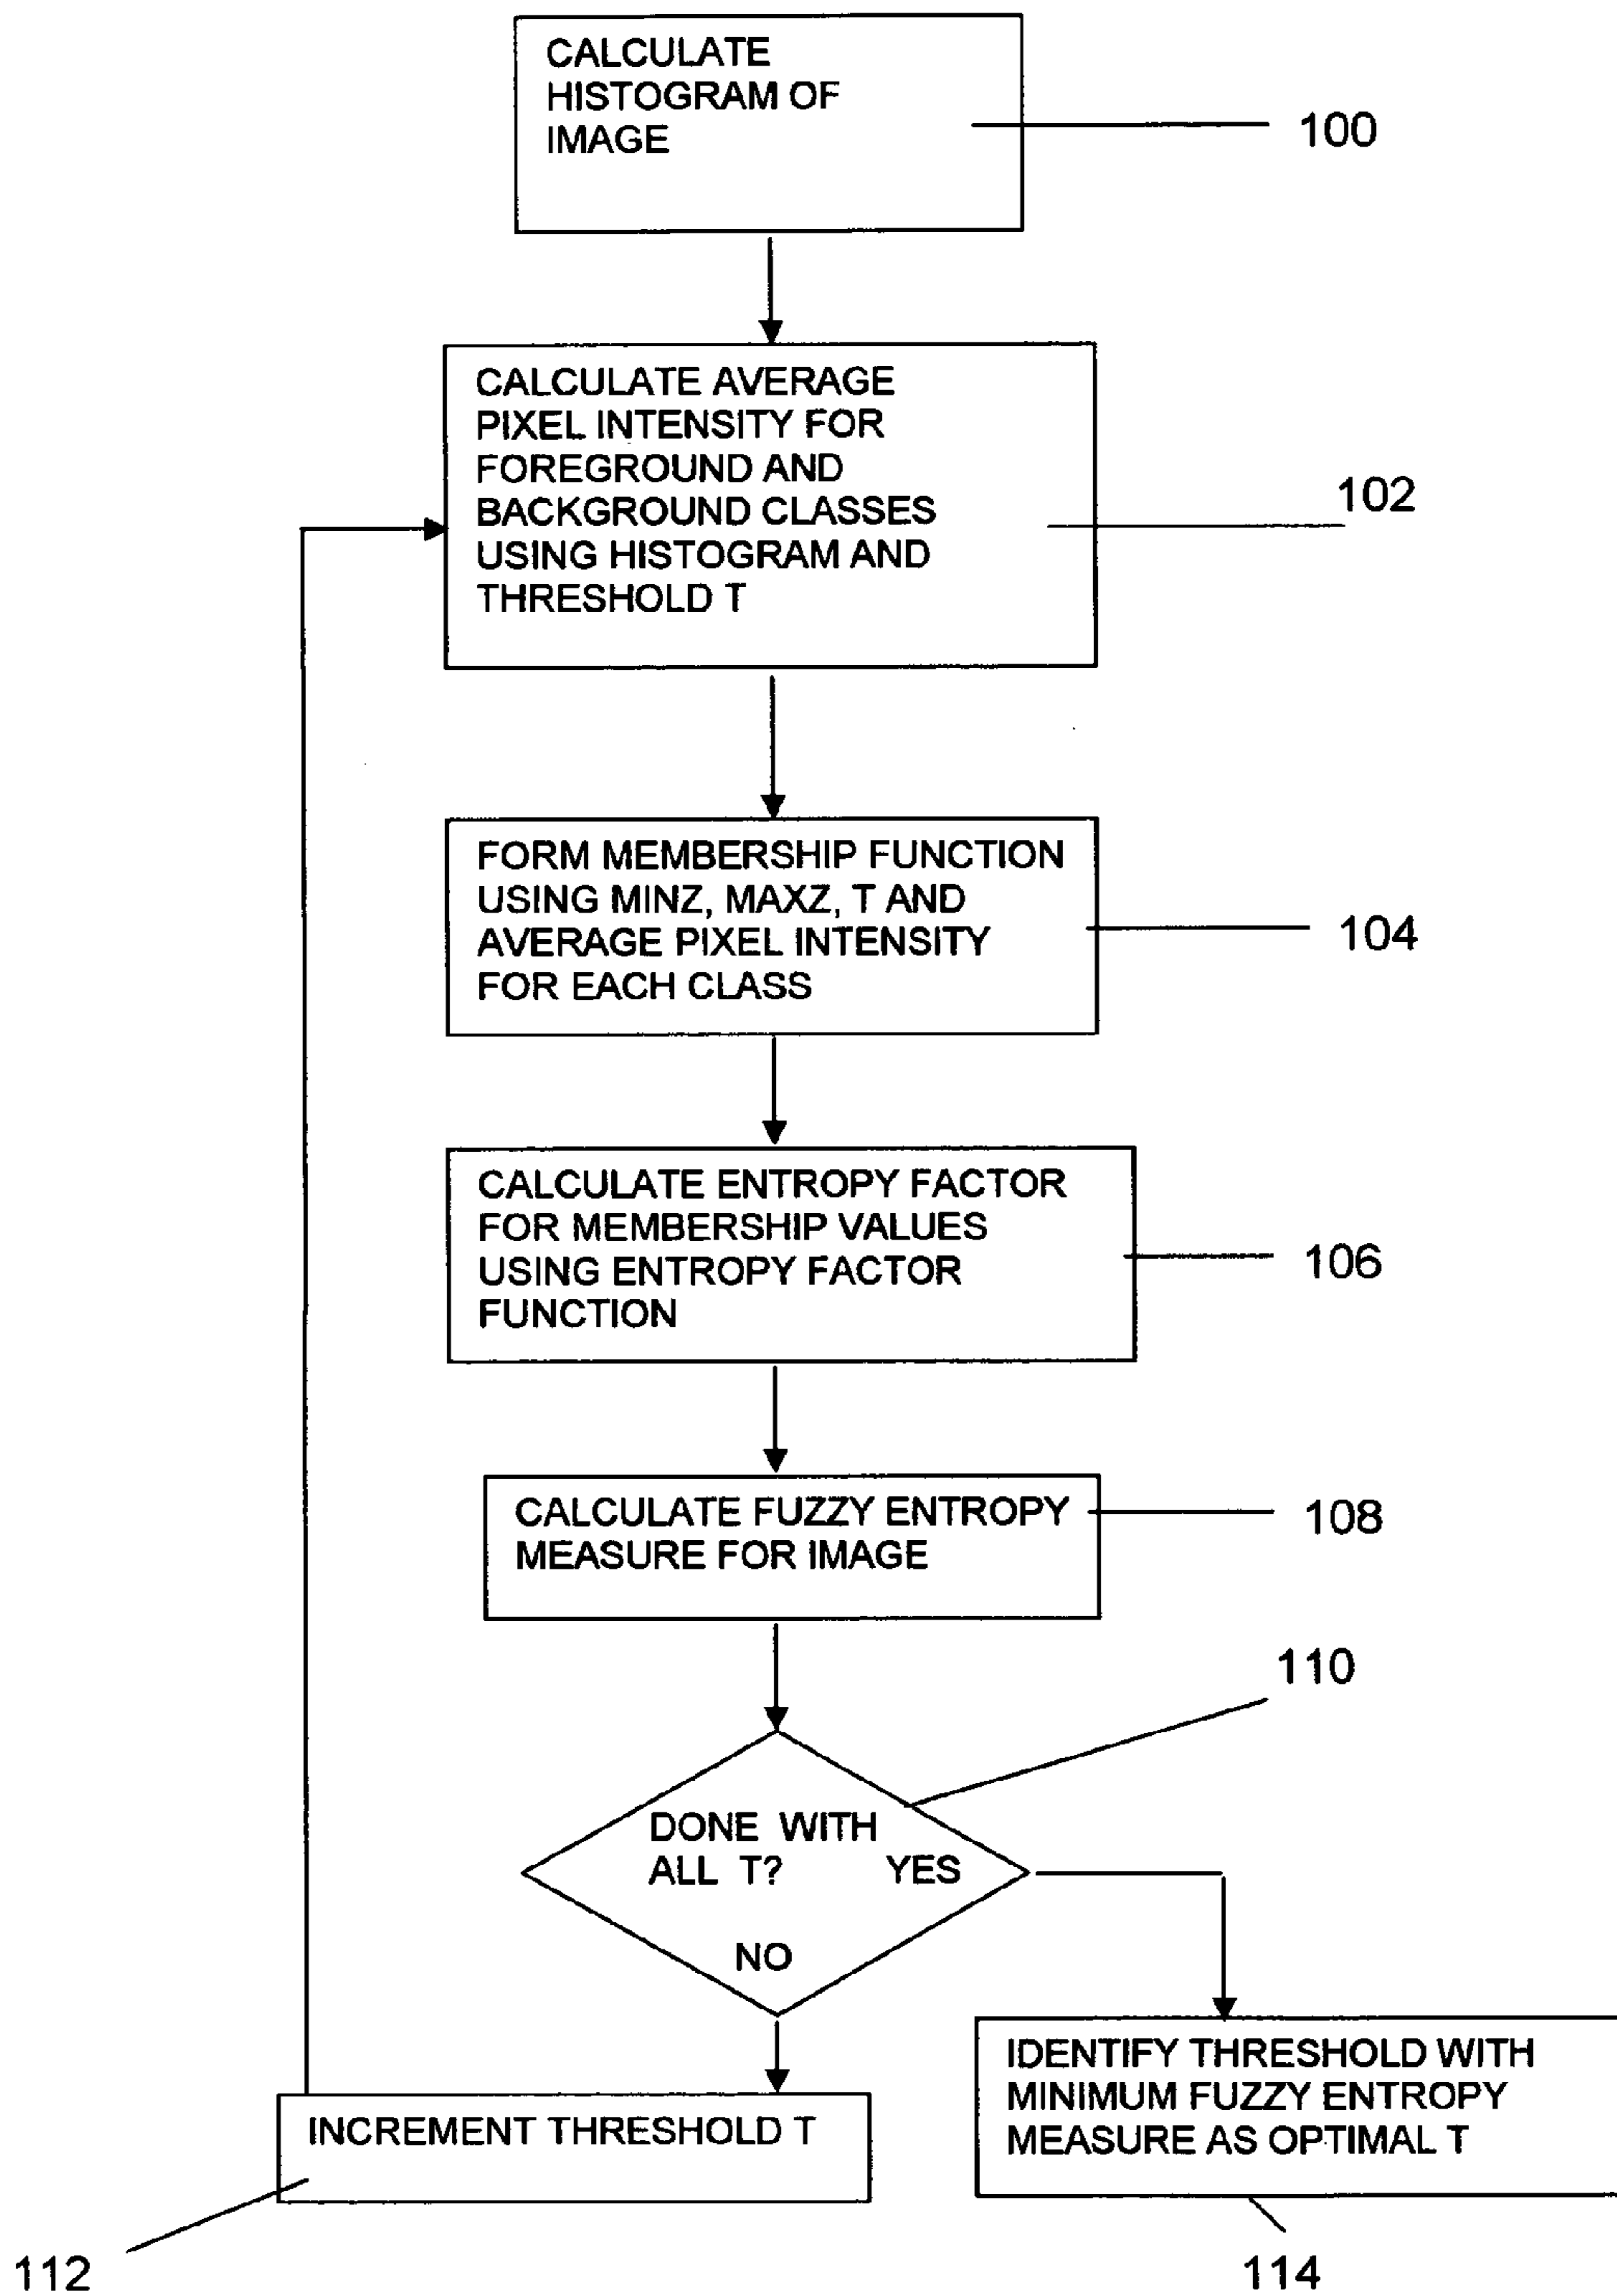 CALCULATE
HISTOGRAM OF
IMAGE
100
CALCULATE AVERAGE
PIXEL INTENSITY FOR
FOREGROUND AND
BACKGROUND CLASSES
USING HISTOGRAM AND
THRESHOLD T
102
FORM MEMBERSHIP FUNCTION
USING MINZ, MAXZ, T AND
AVERAGE PIXEL INTENSITY
FOR EACH CLASS
104
CALCULATE ENTROPY FACTOR
FOR MEMBERSHIP VALUES
USING ENTROPY FACTOR
FUNCTION
106
CALCULATE FUZZY ENTROPY
MEASURE FOR IMAGE
108
110
DONE WITH
ALL T? YES
NO
INCREMENT THRESHOLD T
112
IDENTIFY THRESHOLD WITH
MINIMUM FUZZY ENTROPY
MEASURE AS OPTIMAL T
114